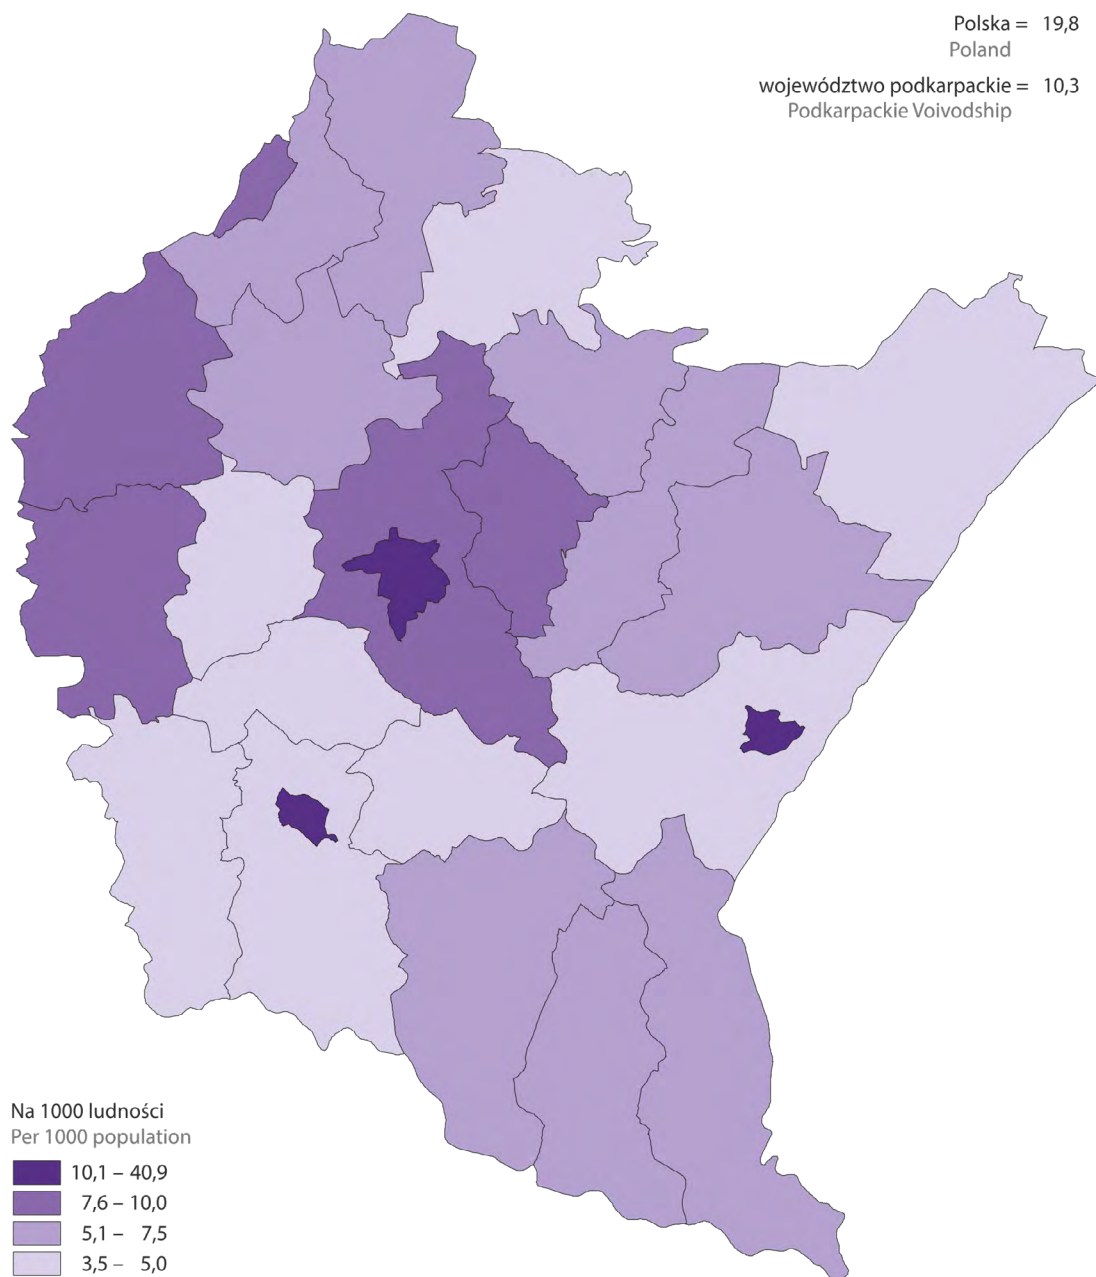 Polska = 19,8
Poland
województwo podkarpackie = 10,3
Podkarpackie Voivodship
Na 1000 ludności
Per 1000 population
10,1 – 40,9
7,6 – 10,0
5,1 – 7,5
3,5 – 5,0